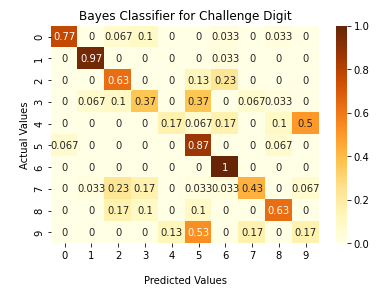 Bayes Classifier for Challenge Digit
0 0.77 0 0.067 0.1 0 0 0.033 0 0.033 0
1 0 0.97 0 0 0 0 0.033 0 0 0
2 0 0 0.63 0 0 0.13 0.23 0 0 0
3 0 0.067 0.1 0.37 0 0.37 0 0.067 0.033 0
4 0 0 0 0 0.17 0.067 0.17 0 0.1 0.5
5 0.067 0 0 0 0 0.87 0 0 0.067 0
6 0 0 0 0 0 0 1 0 0 0
7 0 0.033 0.23 0.17 0 0.033 0.033 0.43 0 0.067
8 0 0 0.17 0.1 0 0.1 0 0 0.63 0
9 0 0 0 0 0.13 0.53 0 0.17 0 0.17
0 1 2 3 4 5 6 7 8 9
Predicted Values
Actual Values
1.0
0.8
0.6
0.4
0.2
0.0